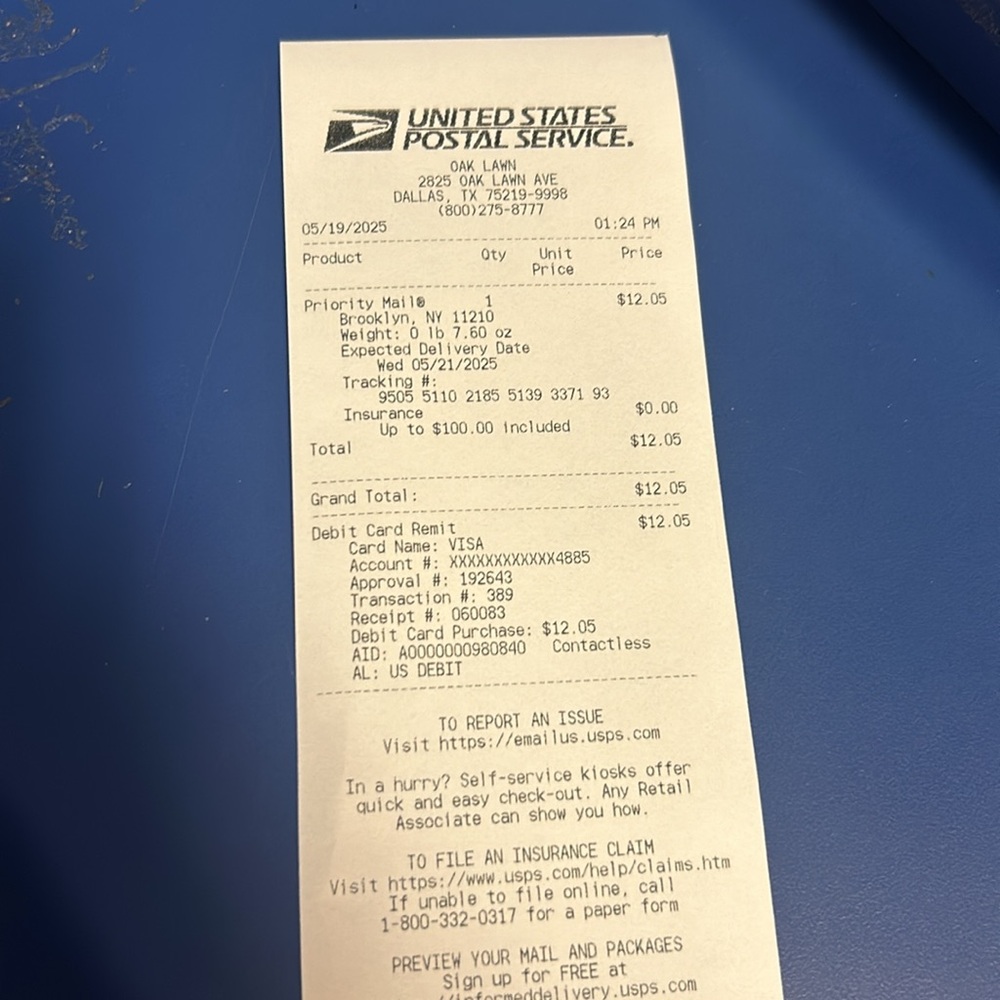 UNITED STATES
POSTAL SERVICE.
OAK LAWN
2825 OAK LAWN AVE
DALLAS, TX 75219-9998
(800)275-8777
05/19/2025 01:24 PM
Product Qty Unit Price
Price
Priority Mail® 1 $12.05
Brooklyn, NY 11210
Weight: 0 lb 7.60 oz
Expected Delivery Date
Wed 05/21/2025
Tracking #:
9505 5110 2185 5139 3371 93
Insurance $0.00
Up to $100.00 included
Total $12.05
Grand Total: $12.05
Debit Card Remit $12.05
Card Name: VISA
Account #: XXXXXXXXXXXX4885
Approval #: 192643
Transaction #: 389
Receipt #: 060083
Debit Card Purchase: $12.05
AID: A0000000980840 Contactless
AL: US DEBIT
TO REPORT AN ISSUE
Visit https://emailus.usps.com
In a hurry? Self-service kiosks offer
quick and easy check-out. Any Retail
Associate can show you how.
TO FILE AN INSURANCE CLAIM
Visit https://www.usps.com/help/claims.htm
If unable to file online, call
1-800-332-0317 for a paper form
PREVIEW YOUR MAIL AND PACKAGES
Sign up for FREE at
//informeddelivery.usps.com